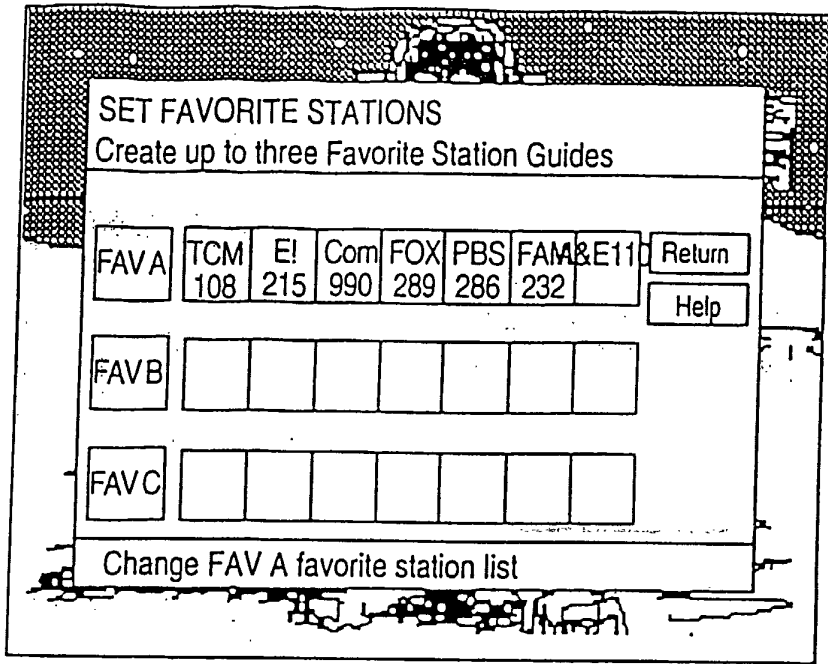 SET FAVORITE STATIONS
Create up to three Favorite Station Guides
FAV A TCM E! Com FOX PBS FAM A&E110 Return
108 215 990 289 286 232
Help
FAV B
FAV C
Change FAV A favorite station list